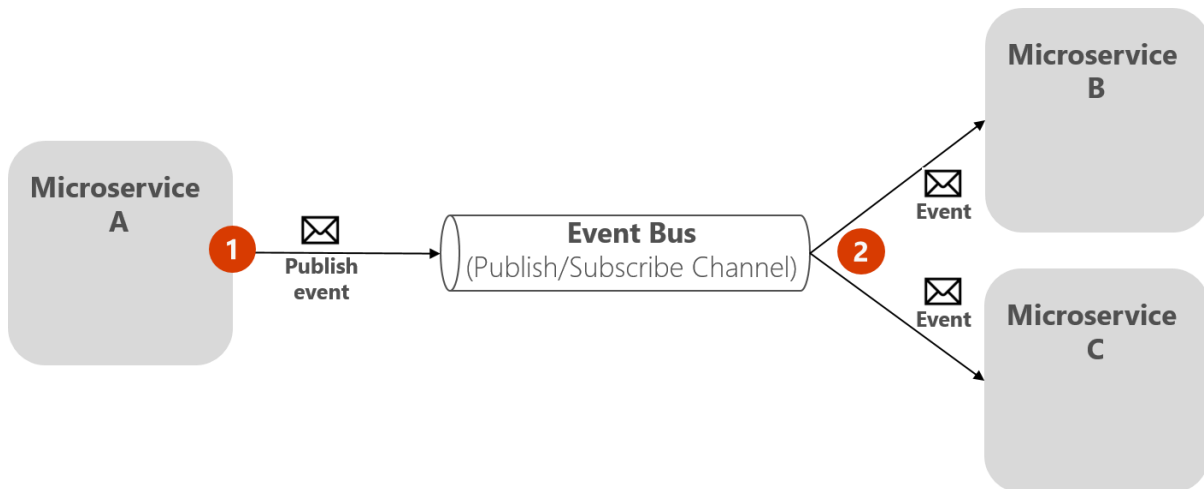 Microservice
A
1
Publish
event
Event Bus
(Publish/Subscribe Channel)
2
Event
Microservice
B
Event
Microservice
C